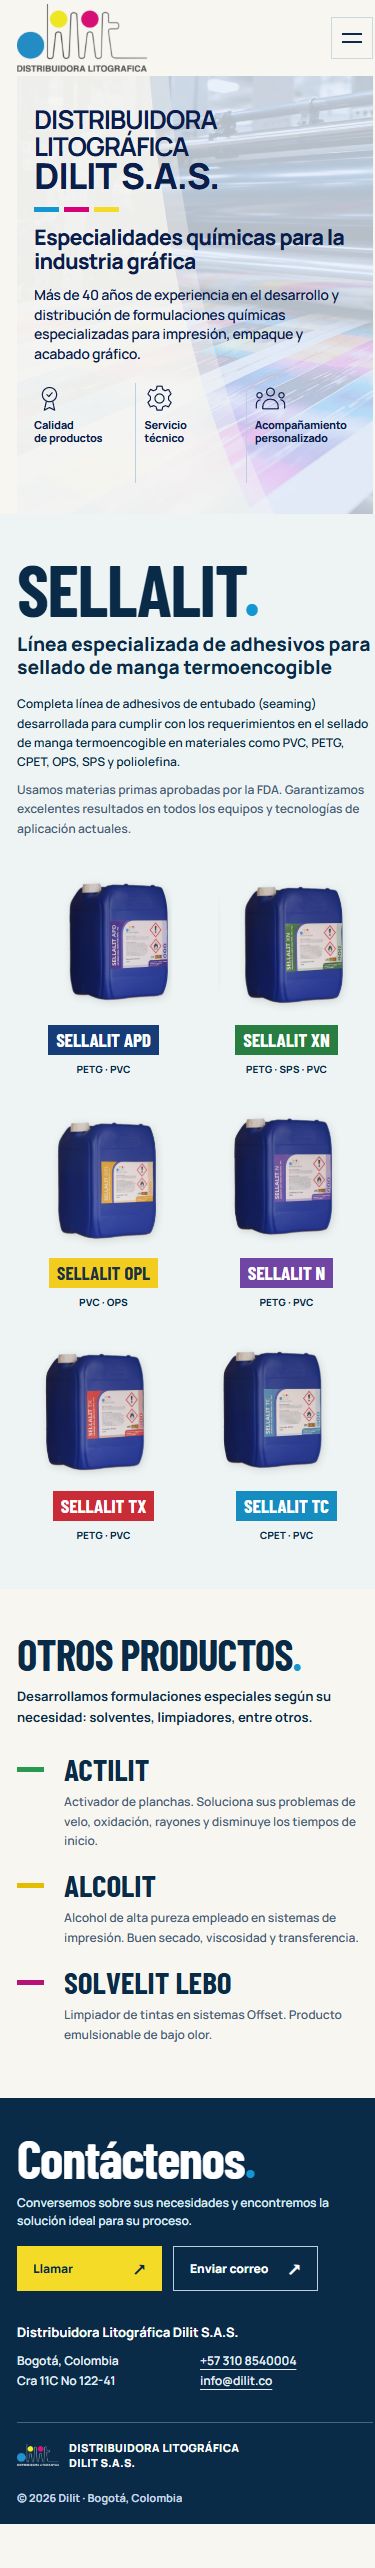 dilit
DISTRIBUIDORA LITOGRAFICA
DISTRIBUIDORA
LITOGRÁFICA
DILIT S.A.S.
Especialidades químicas para la
industria gráfica
Más de 40 años de experiencia en el desarrollo y
distribución de formulaciones químicas
especializadas para impresión, empaque y
acabado gráfico.
Calidad
de productos
Servicio
técnico
Acompañamiento
personalizado
SELLALIT.
Línea especializada de adhesivos para
sellado de manga termoencogible
Completa línea de adhesivos de entubado (seaming)
desarrollada para cumplir con los requerimientos en el sellado
de manga termoencogible en materiales como PVC, PETG,
CPET, OPS, SPS y poliolefina.
Usamos materias primas aprobadas por la FDA. Garantizamos
excelentes resultados en todos los equipos y tecnologías de
aplicación actuales.
SELLALIT APD
SELLALIT XN
SELLALIT APD
PETG · PVC
SELLALIT XN
PETG · SPS · PVC
SELLALIT N
SELLALIT OPL
PVC · OPS
SELLALIT N
PETG · PVC
SELLALIT TX
PETG · PVC
SELLALIT TC
CPET · PVC
OTROS PRODUCTOS.
Desarrollamos formulaciones especiales según su
necesidad: solventes, limpiadores, entre otros.
ACTILIT
Activador de planchas. Soluciona sus problemas de
velo, oxidación, rayones y disminuye los tiempos de
inicio.
ALCOLIT
Alcohol de alta pureza empleado en sistemas de
impresión. Buen secado, viscosidad y transferencia.
SOLVELIT LEBO
Limpiador de tintas en sistemas Offset. Producto
emulsionable de bajo olor.
Contáctenos.
Conversemos sobre sus necesidades y encontremos la
solución ideal para su proceso.
Llamar ↗
Enviar correo ↗
Distribuidora Litográfica Dilit S.A.S.
Bogotá, Colombia
Cra 11C No 122-41
+57 310 8540004
info@dilit.co
DISTRIBUIDORA LITOGRÁFICA
DILIT S.A.S.
© 2026 Dilit · Bogotá, Colombia